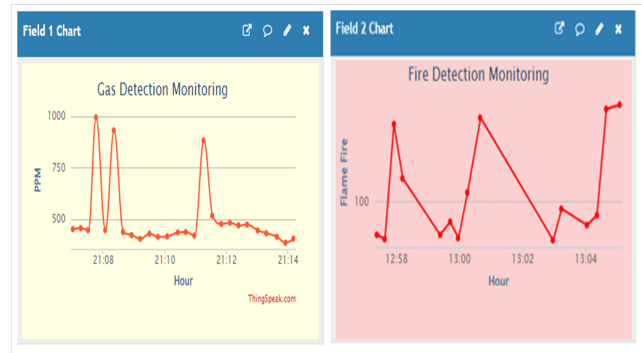 Field 1 Chart
Gas Detection Monitoring
1000
750
500
PPM
21:08 21:10 21:12 21:14
Hour
ThingSpeak.com
Field 2 Chart
Fire Detection Monitoring
Flame Fire
100
12:58 13:00 13:02 13:04
Hour